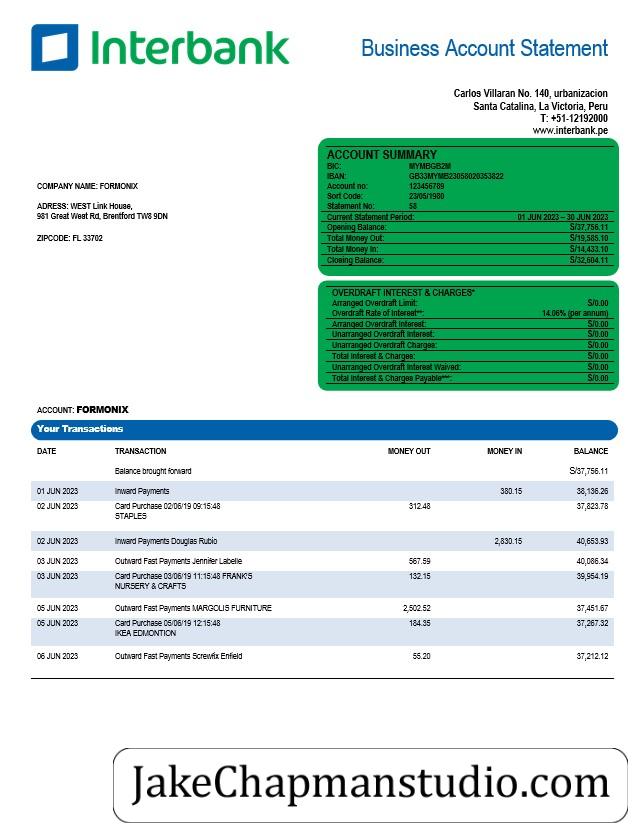 Interbank
Business Account Statement
Carlos Villaran No. 140, urbanizacion
Santa Catalina, La Victoria, Peru
T: +51-12192000
www.interbank.pe
COMPANY NAME: FORMONIX
ADRESS: WEST Link House,
981 Great West Rd, Brentford TW8 9DN
ZIPCODE: FL 33702
ACCOUNT SUMMARY
BIC: MYMBGB2M
IBAN: GB33MYMB23058020353822
Account no: 123456789
Sort Code: 23/05/1980
Statement No: 58
Current Statement Period: 01 JUN 2023 – 30 JUN 2023
Opening Balance: S/37,756.11
Total Money Out: S/19,585.10
Total Money In: S/14,433.10
Closing Balance: S/32,604.11
OVERDRAFT INTEREST & CHARGES*
Arranged Overdraft Limit: S/0.00
Overdraft Rate of Interest**: 14.06% (per annum)
Arranged Overdraft Interest: S/0.00
Unarranged Overdraft Interest: S/0.00
Unarranged Overdraft Charges: S/0.00
Total Interest & Charges: S/0.00
Unarranged Overdraft Interest Waived: S/0.00
Total Interest & Charges Payable***: S/0.00
ACCOUNT: FORMONIX
Your Transactions
DATE TRANSACTION MONEY OUT MONEY IN BALANCE
Balance brought forward S/37,756.11
01 JUN 2023 Inward Payments 380.15 38,136.26
02 JUN 2023 Card Purchase 02/06/19 09:15:48 312.48 37,823.78
STAPLES
02 JUN 2023 Inward Payments Douglas Rubio 2,830.15 40,653.93
03 JUN 2023 Outward Fast Payments Jennifer Labelle 567.59 40,086.34
03 JUN 2023 Card Purchase 03/06/19 11:15:48 FRANK'S 132.15 39,954.19
NURSERY & CRAFTS
05 JUN 2023 Outward Fast Payments MARGOLIS FURNITURE 2,502.52 37,451.67
05 JUN 2023 Card Purchase 05/06/19 12:15:48 184.35 37,267.32
IKEA EDMONTION
06 JUN 2023 Outward Fast Payments Screwfix Enfield 55.20 37,212.12
JakeChapmanstudio.com